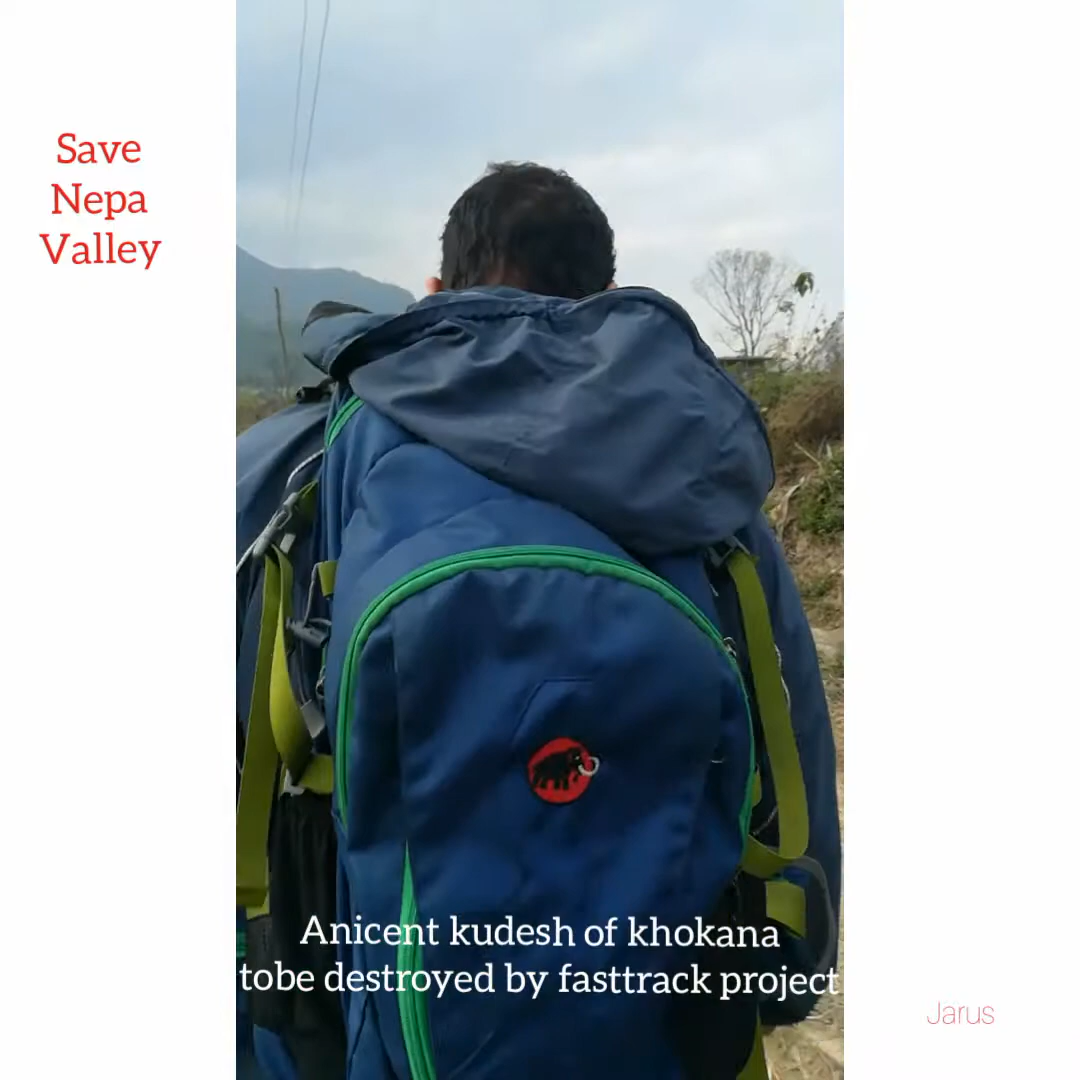 Save
Nepa
Valley
Anicent kudesh of khokana
tobe destroyed by fasttrack project
Jarus